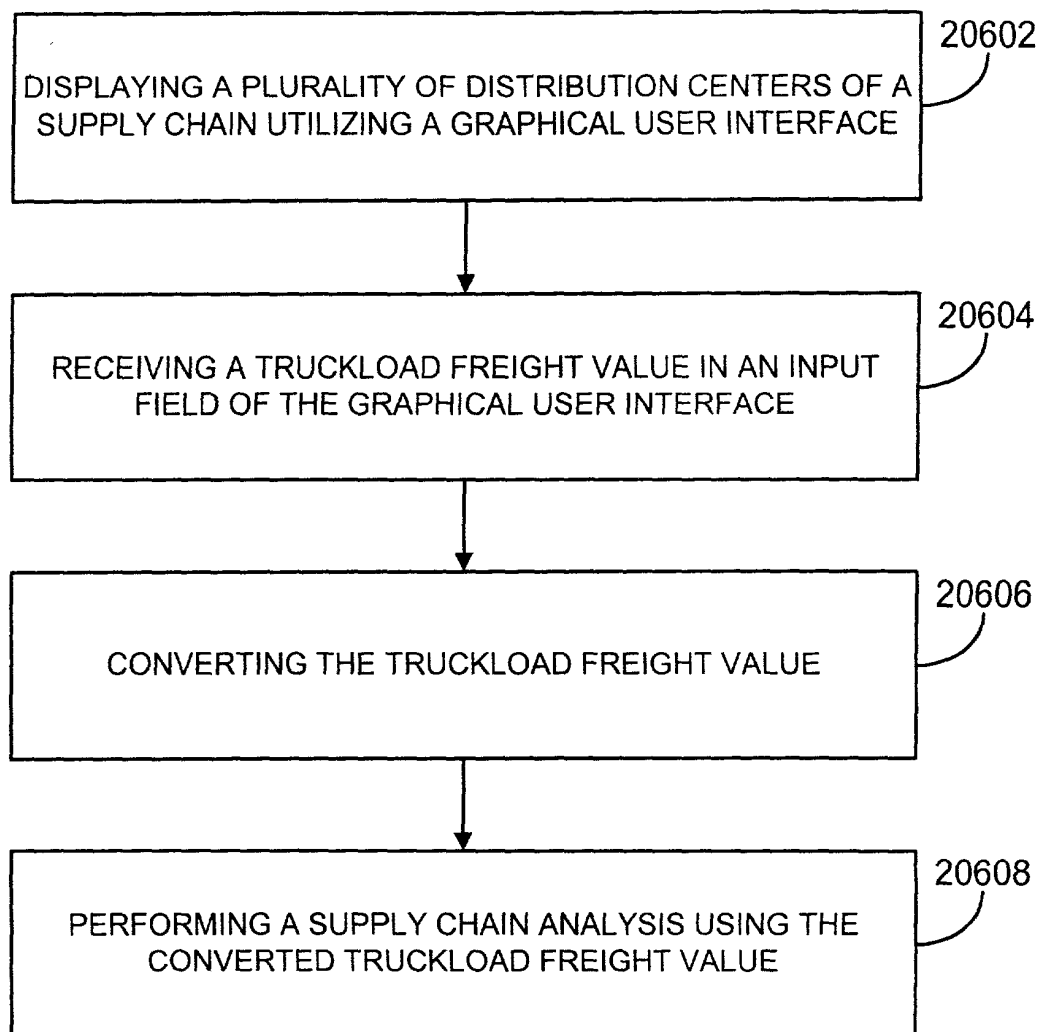 20602
DISPLAYING A PLURALITY OF DISTRIBUTION CENTERS OF A
SUPPLY CHAIN UTILIZING A GRAPHICAL USER INTERFACE
20604
RECEIVING A TRUCKLOAD FREIGHT VALUE IN AN INPUT
FIELD OF THE GRAPHICAL USER INTERFACE
20606
CONVERTING THE TRUCKLOAD FREIGHT VALUE
20608
PERFORMING A SUPPLY CHAIN ANALYSIS USING THE
CONVERTED TRUCKLOAD FREIGHT VALUE